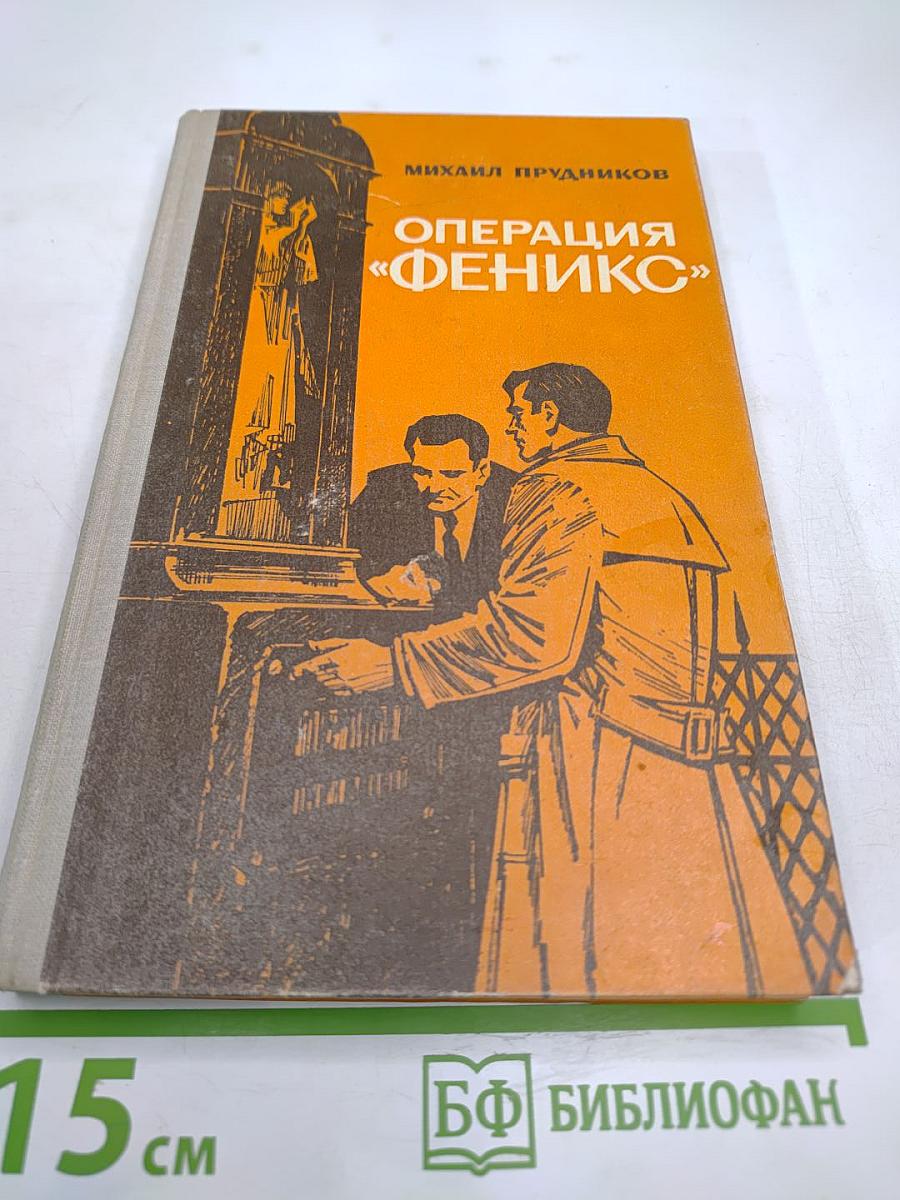 МИХАИЛ ПРУДНИКОВ
ОПЕРАЦИЯ
«ФЕНИКС»
15 см
БФ БИБЛИОФАН